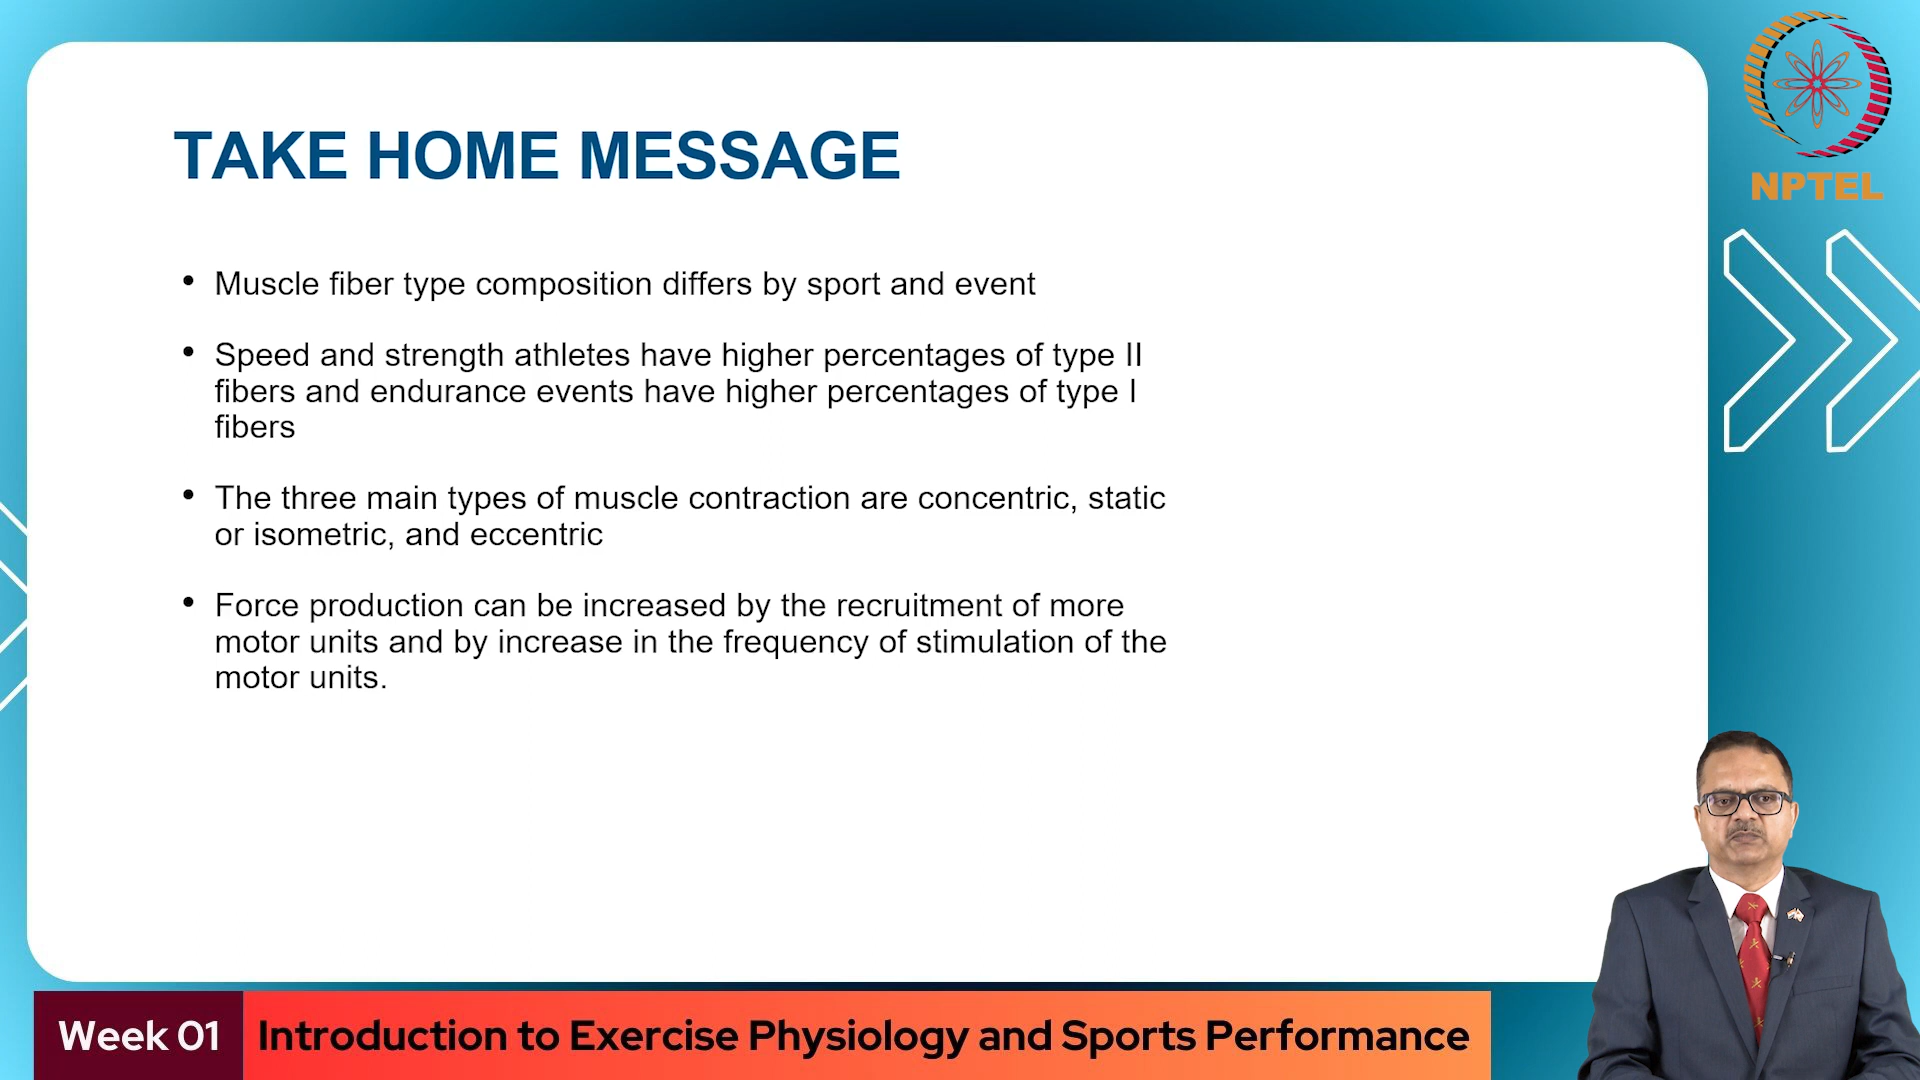 TAKE HOME MESSAGE
• Muscle fiber type composition differs by sport and event
• Speed and strength athletes have higher percentages of type II
fibers and endurance events have higher percentages of type I
fibers
• The three main types of muscle contraction are concentric, static
or isometric, and eccentric
• Force production can be increased by the recruitment of more
motor units and by increase in the frequency of stimulation of the
motor units.
NPTEL
Week 01 Introduction to Exercise Physiology and Sports Performance